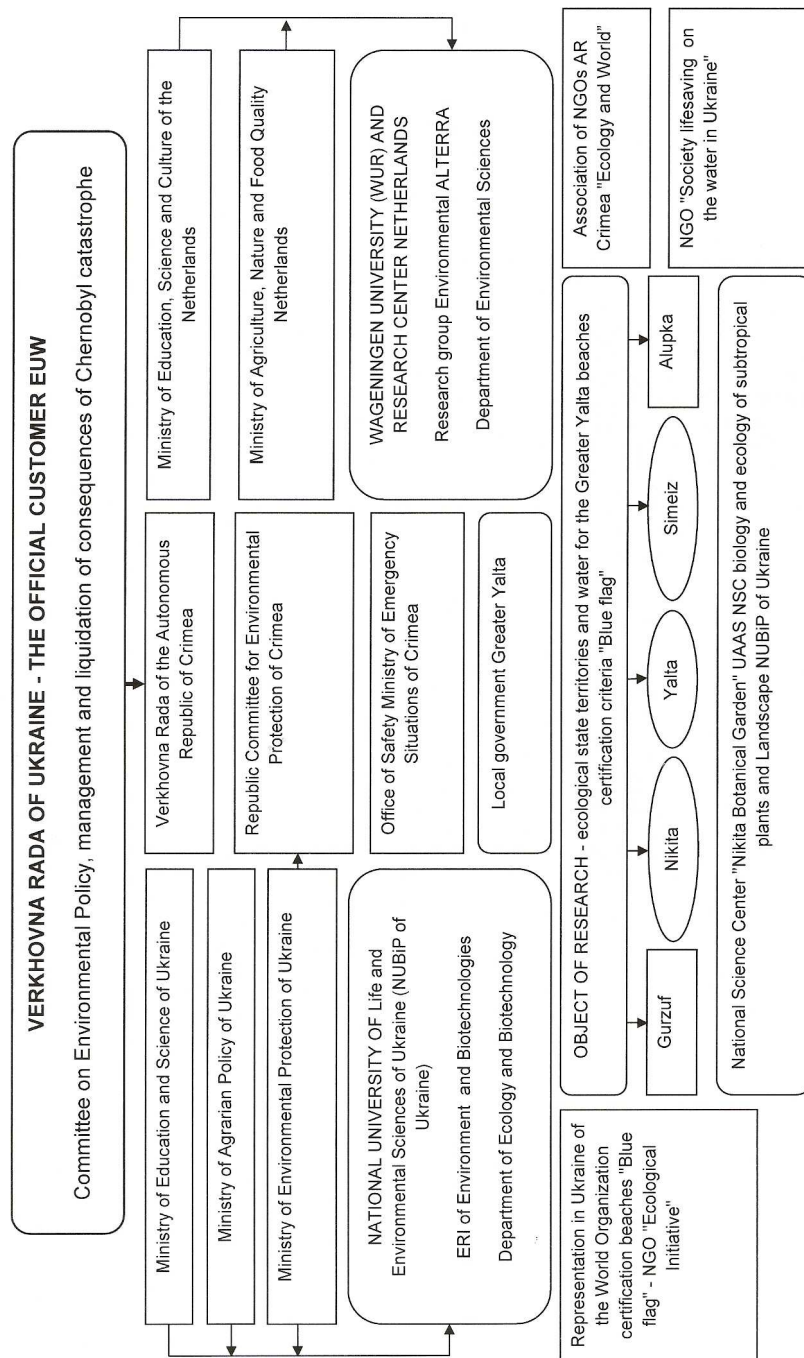 VERKHOVNA RADA OF UKRAINE - THE OFFICIAL CUSTOMER EUW
Committee on Environmental Policy, management and liquidation of consequences of Chernobyl catastrophe
Ministry of Education and Science of Ukraine
Ministry of Agrarian Policy of Ukraine
Ministry of Environmental Protection of Ukraine
NATIONAL UNIVERSITY OF Life and
Environmental Sciences of Ukraine (NUBiP of
Ukraine)
ERI of Environment and Biotechnologies
Department of Ecology and Biotechnology
Verkhovna Rada of the Autonomous
Republic of Crimea
Republic Committee for Environmental
Protection of Crimea
Office of Safety Ministry of Emergency
Situations of Crimea
Local government Greater Yalta
Ministry of Education, Science and Culture of the
Netherlands
Ministry of Agriculture, Nature and Food Quality
Netherlands
WAGENINGEN UNIVERSITY (WUR) AND
RESEARCH CENTER NETHERLANDS
Research group Environmental ALTERRA
Department of Environmental Sciences
Representation in Ukraine of
the World Organization
certification beaches "Blue
flag" - NGO "Ecological
Initiative"
OBJECT OF RESEARCH - ecological state territories and water for the Greater Yalta beaches
certification criteria "Blue flag"
Gurzuf
Nikita
Yalta
Simeiz
Alupka
National Science Center "Nikita Botanical Garden" UAAS NSC biology and ecology of subtropical
plants and Landscape NUBiP of Ukraine
Association of NGOs AR
Crimea "Ecology and World"
NGO "Society lifesaving on
the water in Ukraine"